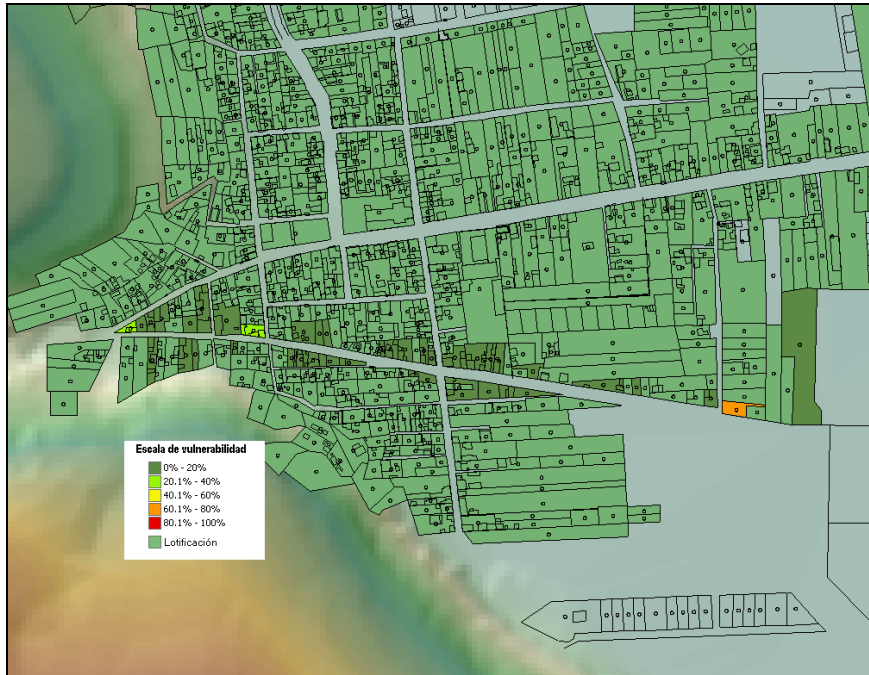 Escala de vulnerabilidad
0% - 20%
20.1% - 40%
40.1% - 60%
60.1% - 80%
80.1% - 100%
Lotificación